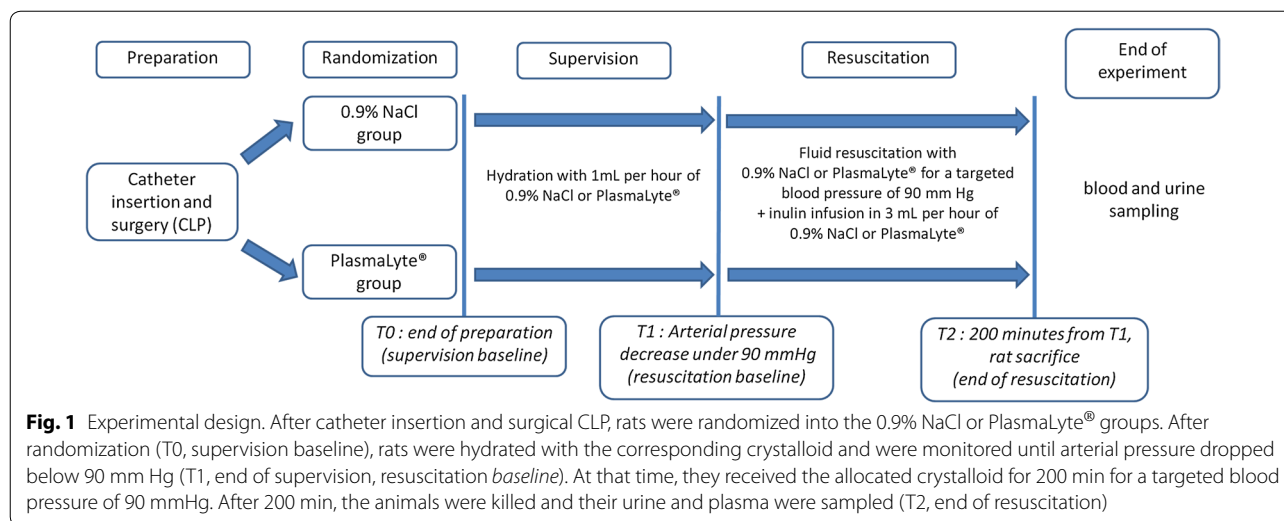 Preparation
Randomization
Supervision
Resuscitation
End of
experiment
0.9% NaCl
group
Catheter
insertion and
surgery (CLP)
PlasmaLyte®
group
Hydration with 1mL per hour of
0.9% NaCl or PlasmaLyte®
Fluid resuscitation with
0.9% NaCl or PlasmaLyte® for a targeted
blood pressure of 90 mm Hg
+ inulin infusion in 3 mL per hour of
0.9% NaCl or PlasmaLyte®
blood and urine
sampling
T0 : end of preparation
(supervision baseline)
T1 : Arterial pressure
decrease under 90 mmHg
(resuscitation baseline)
T2 : 200 minutes from T1,
rat sacrifice
(end of resuscitation)
Fig. 1 Experimental design. After catheter insertion and surgical CLP, rats were randomized into the 0.9% NaCl or PlasmaLyte® groups. After
randomization (T0, supervision baseline), rats were hydrated with the corresponding crystalloid and were monitored until arterial pressure dropped
below 90 mm Hg (T1, end of supervision, resuscitation baseline). At that time, they received the allocated crystalloid for 200 min for a targeted blood
pressure of 90 mmHg. After 200 min, the animals were killed and their urine and plasma were sampled (T2, end of resuscitation)